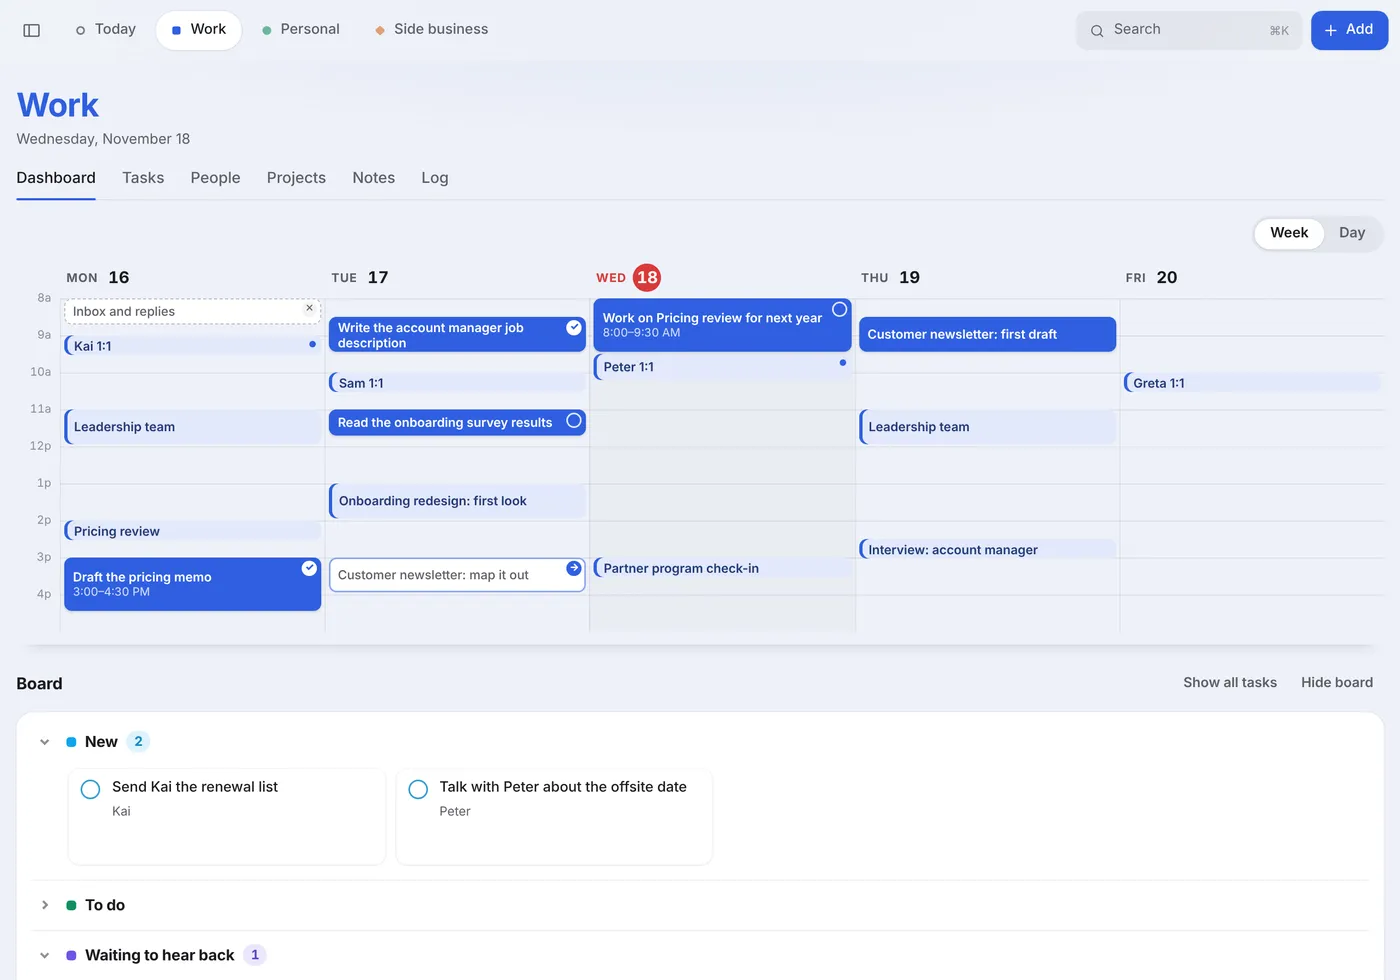 Today
Work
Personal
Side business
Search
⌘K
+ Add
Work
Wednesday, November 18
Dashboard
Tasks
People
Projects
Notes
Log
Week
Day
MON 16
TUE 17
WED 18
THU 19
FRI 20
8a
9a
10a
11a
12p
1p
2p
3p
4p
Inbox and replies
Kai 1:1
Leadership team
Pricing review
Draft the pricing memo
3:00–4:30 PM
Write the account manager job
description
Sam 1:1
Read the onboarding survey results
Onboarding redesign: first look
Customer newsletter: map it out
Work on Pricing review for next year
8:00–9:30 AM
Peter 1:1
Partner program check-in
Customer newsletter: first draft
Leadership team
Interview: account manager
Greta 1:1
Board
Show all tasks
Hide board
New 2
Send Kai the renewal list
Kai
Talk with Peter about the offsite date
Peter
To do
Waiting to hear back 1